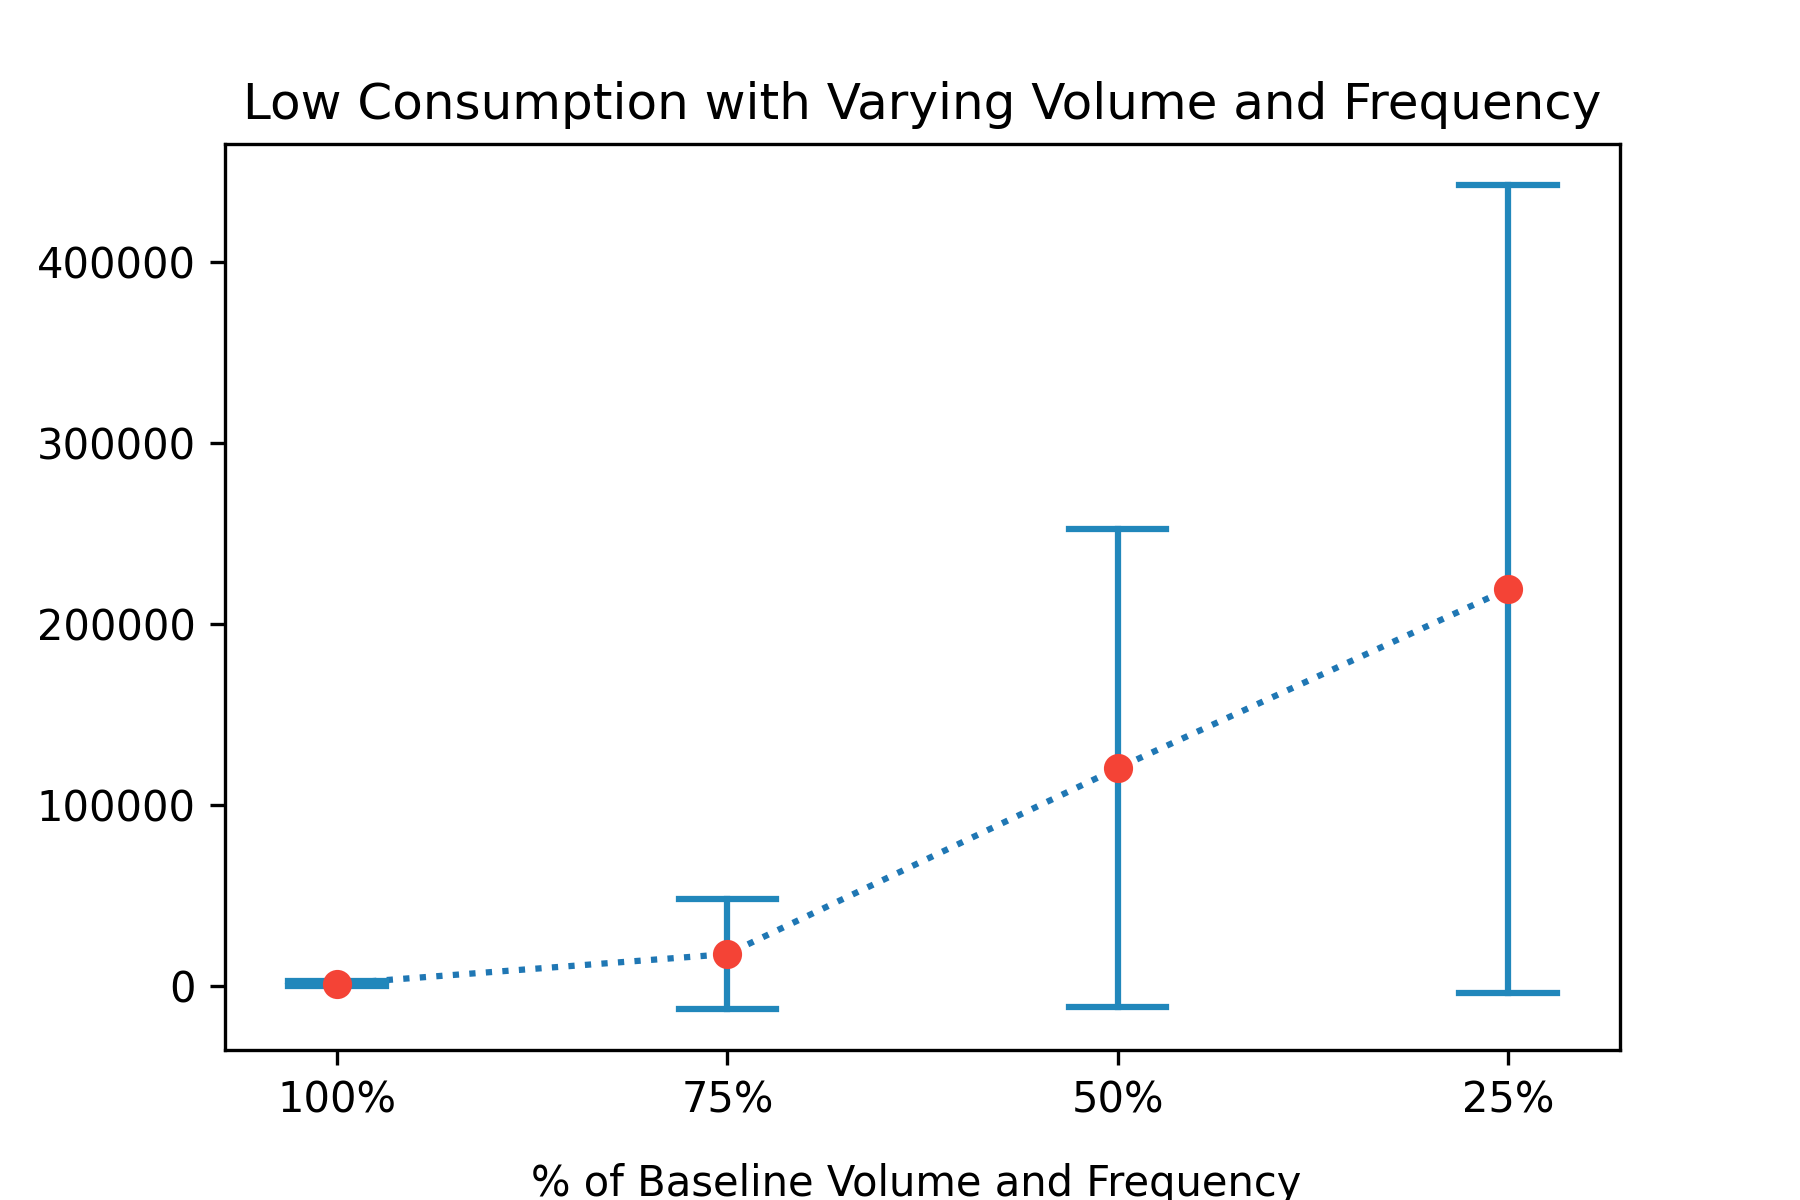 Low Consumption with Varying Volume and Frequency
400000
300000
200000
100000
0
100% 75% 50% 25%
% of Baseline Volume and Frequency